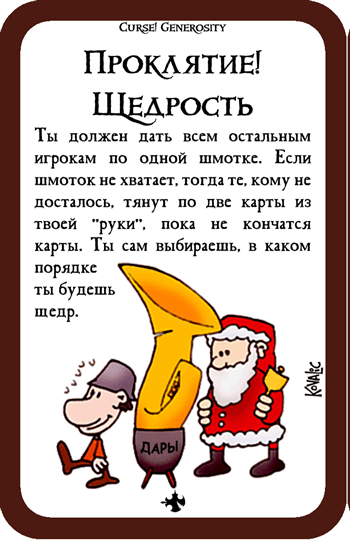 Curse! Generosity
Проклятие!
Щедрость
Ты должен дать всем остальным
игрокам по одной шмотке. Если
шмоток не хватает, тогда те, кому не
досталось, тянут по две карты из
твоей "руки", пока не кончатся
карты. Ты сам выбираешь, в каком
порядке
ты будешь
щедр.
ДАРЫ
KOVALIC